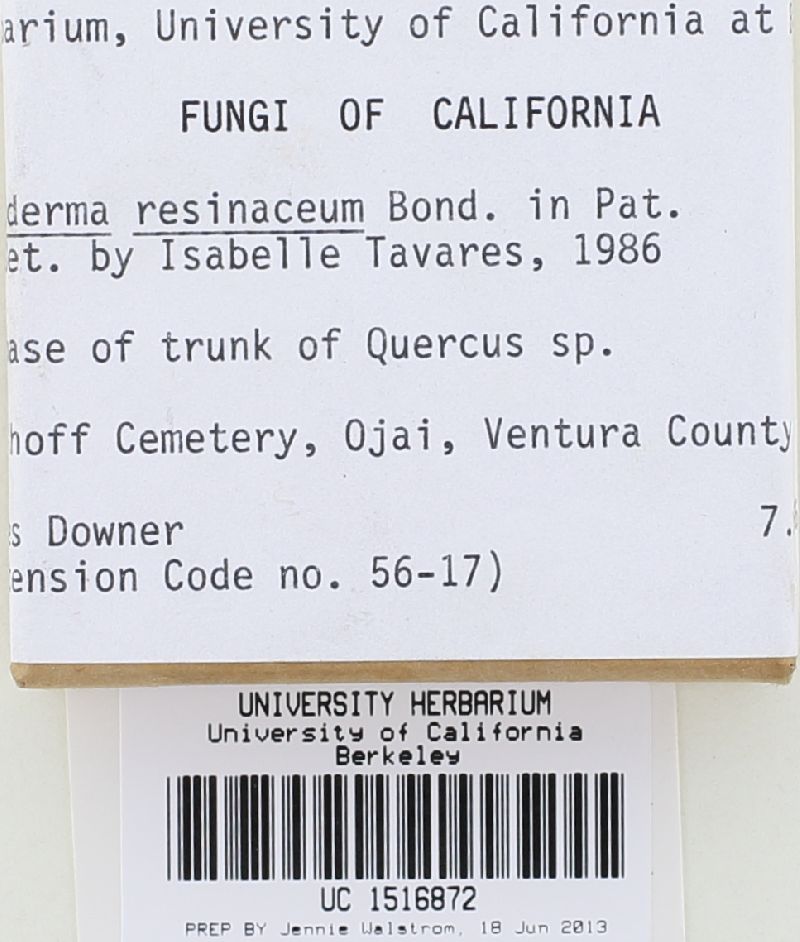 arium, University of California at
FUNGI OF CALIFORNIA
derma resinaceum Bond. in Pat.
et. by Isabelle Tavares, 1986
ase of trunk of Quercus sp.
hoff Cemetery, Ojai, Ventura County
s Downer 7.
ension Code no. 56-17)
UNIVERSITY HERBARIUM
University of California
Berkeley
UC 1516872
PREP BY Jennie Walstrom, 18 Jun 2013